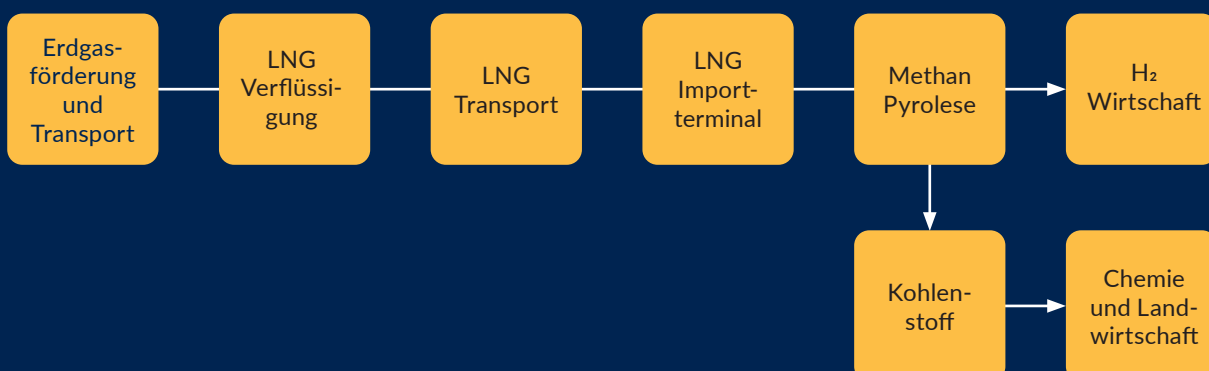 Erdgas-
förderung
und
Transport
LNG
Verflüssi-
gung
LNG
Transport
LNG
Import-
terminal
Methan
Pyrolese
H₂
Wirtschaft
Kohlen-
stoff
Chemie
und Land-
wirtschaft